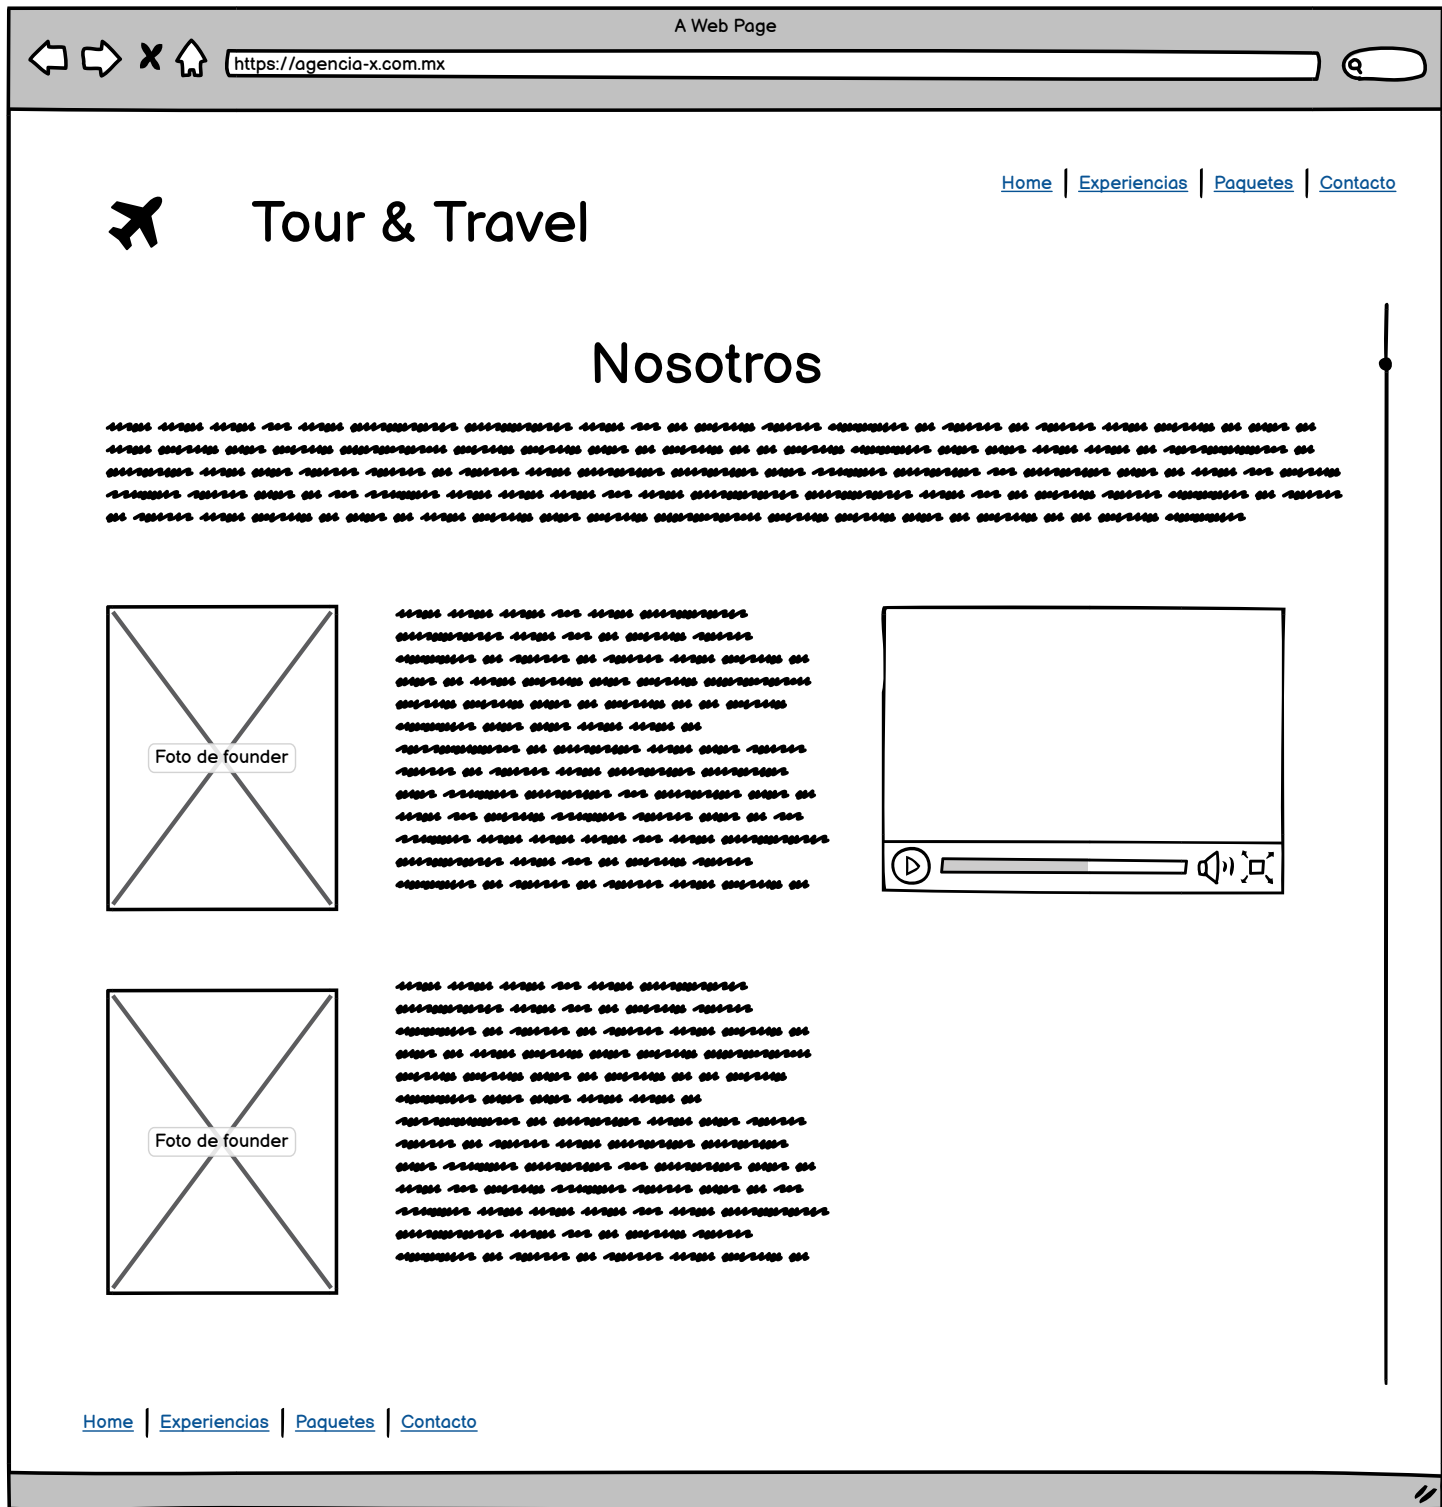 A Web Page
https://agencia-x.com.mx
Home Experiencias Paquetes Contacto
Tour & Travel
Nosotros
Foto de founder
Foto de founder
Home Experiencias Paquetes Contacto